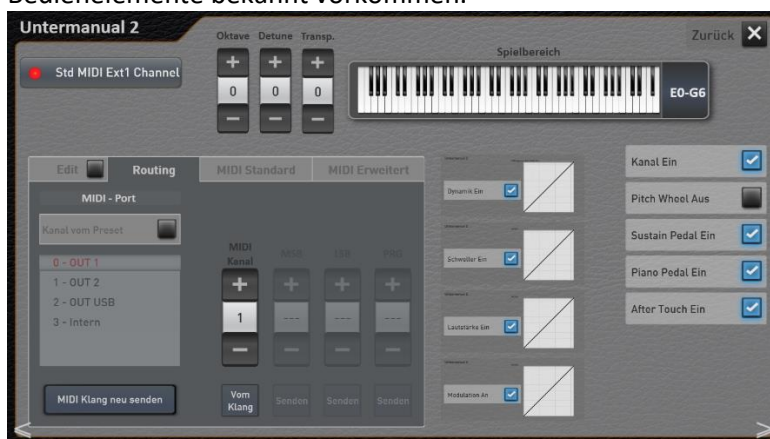 Bedienelemente bekannt vorkommen.
Untermanual 2
Oktave Detune Transp.
Zurück
Spielbereich
Std MIDI Ext1 Channel
0 0 0
E0-G6
Edit Routing MIDI Standard MIDI Erweitert
MIDI - Port
Kanal vom Preset
0 - OUT 1
1 - OUT 2
2 - OUT USB
3 - Intern
MIDI Kanal MSB LSB PRG
1 --- --- ---
MIDI Klang neu senden
Vom Klang Senden Senden Senden
Dynamik Ein
Schweller Ein
Lautstärke Ein
Modulation An
Kanal Ein
Pitch Wheel Aus
Sustain Pedal Ein
Piano Pedal Ein
After Touch Ein